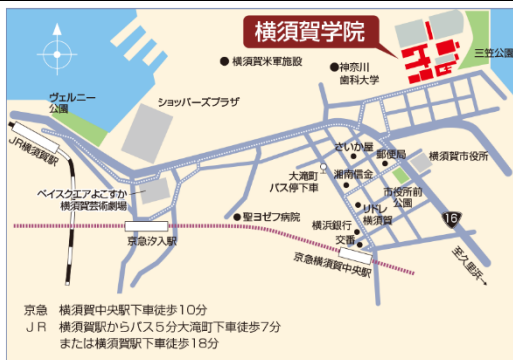 横須賀学院
三笠公園
横須賀米軍施設
神奈川
歯科大学
ヴェルニー
公園
ショッパーズプラザ
JR横須賀駅
さいか屋
郵便局
横須賀市役所
大滝町
バス停下車
湘南信金
市役所前
公園
ベイスクエアよこすか
横須賀芸術劇場
リドレ
横須賀
聖ヨゼフ病院
16
横浜銀行
交番
京急汐入駅
京急横須賀中央駅
至久里浜→
京急 横須賀中央駅下車徒歩10分
JR 横須賀駅からバス5分大滝町下車徒歩7分
または横須賀駅下車徒歩18分